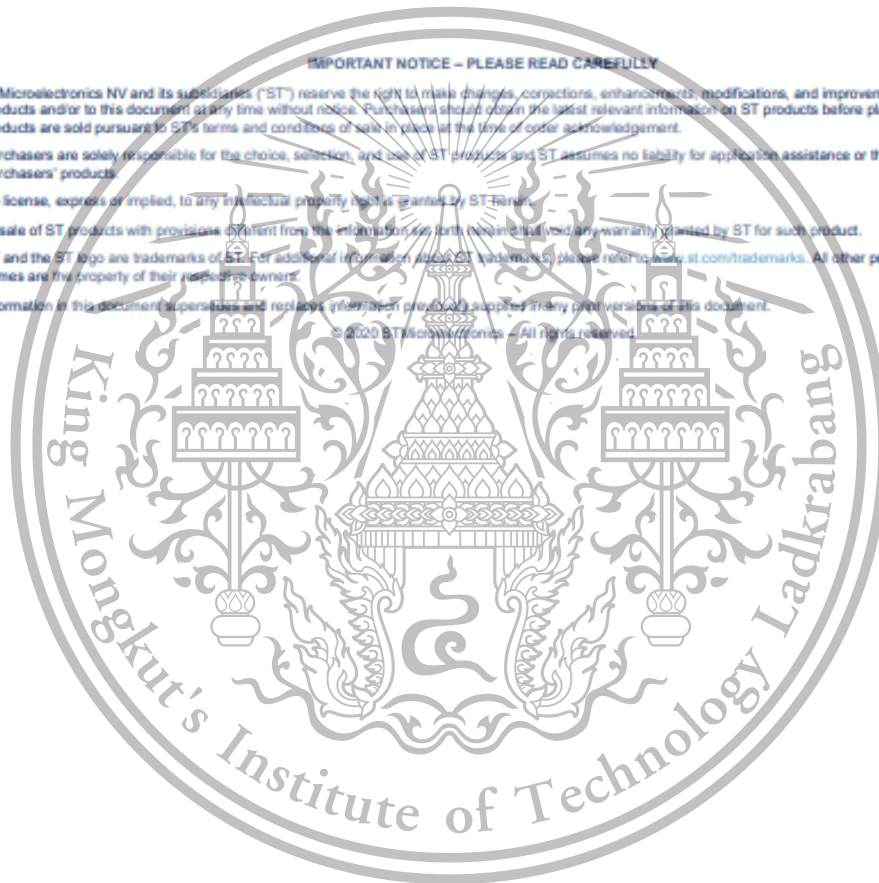 IMPORTANT NOTICE – PLEASE READ CAREFULLY
Microelectronics NV and its subsidiaries ("ST") reserve the right to make changes, corrections, enhancements, modifications, and improvem
ducts and/or to this document at any time without notice. Purchasers should obtain the latest relevant information on ST products before pl
ducts are sold pursuant to ST's terms and conditions of sale in place at the time of order acknowledgement.
rchasers are solely responsible for the choice, selection, and use of ST products and ST assumes no liability for application assistance or th
rchasers' products.
license, express or implied, to any intellectual property right is granted by ST herein.
sale of ST products with provisions different from the information set forth herein shall void any warranty granted by ST for such product.
and the ST logo are trademarks of ST. For additional information about ST trademarks, please refer to www.st.com/trademarks. All other pr
mes are the property of their respective owners.
ormation in this document supersedes and replaces information previously supplied in any prior versions of this document.
© 2020 STMicroelectronics – All rights reserved
King Mongkut's Institute of Technology Ladkrabang